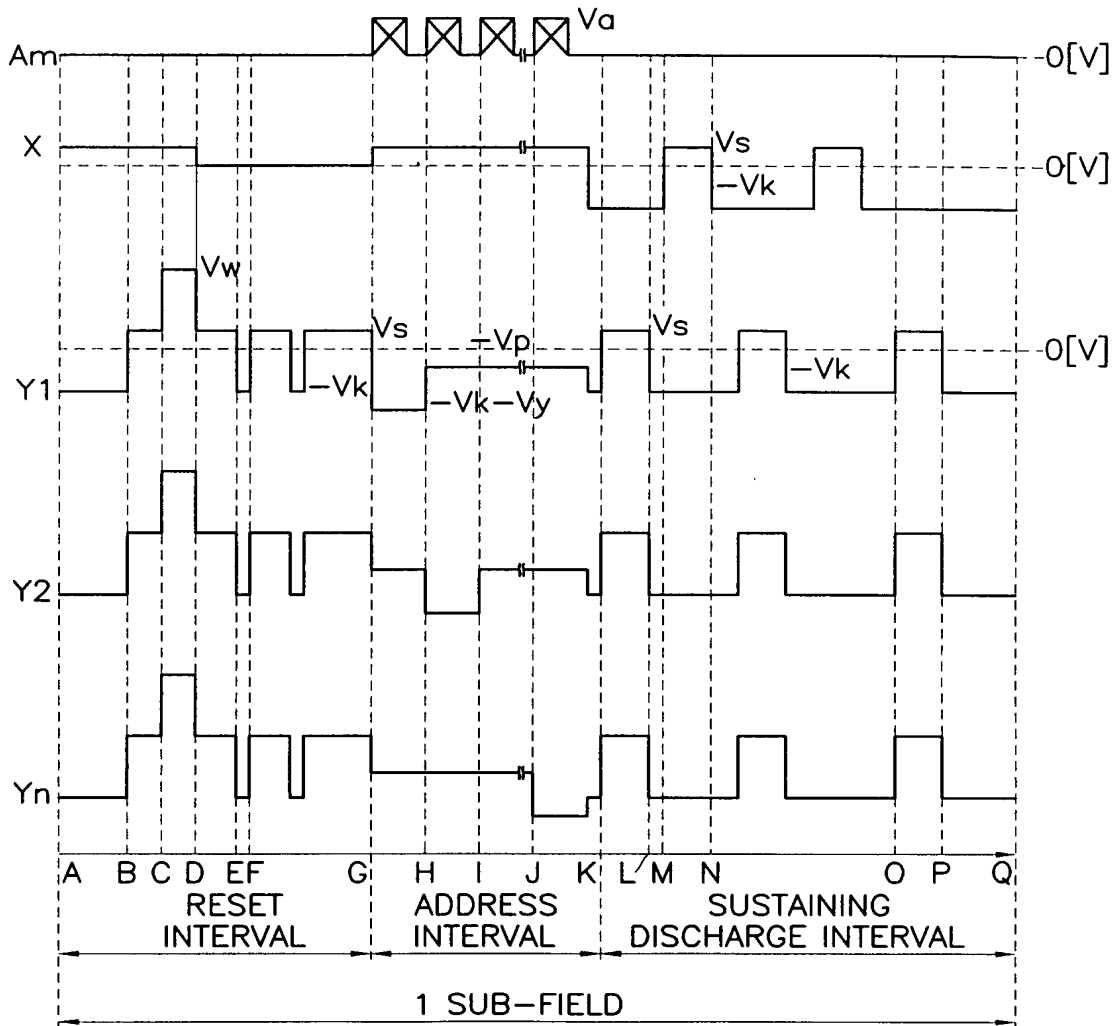 Va
Am
-0[V]
X
Vs
-0[V]
-Vk
Vw
Vs
-Vp
Vs
-0[V]
-Vk
-Vk
Y1
-Vk-Vy
Y2
Yn
A B C D E F G H I J K L M N O P Q
RESET INTERVAL
ADDRESS INTERVAL
SUSTAINING DISCHARGE INTERVAL
1 SUB-FIELD